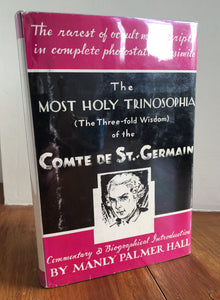 The rarest of occult manuscripts
in complete photostatic facsimile
The
MOST HOLY TRINOSOPHIA
(The Three-fold Wisdom)
of the
COMTE DE ST.-GERMAIN
Commentary & Biographical Introduction
BY MANLY PALMER HALL